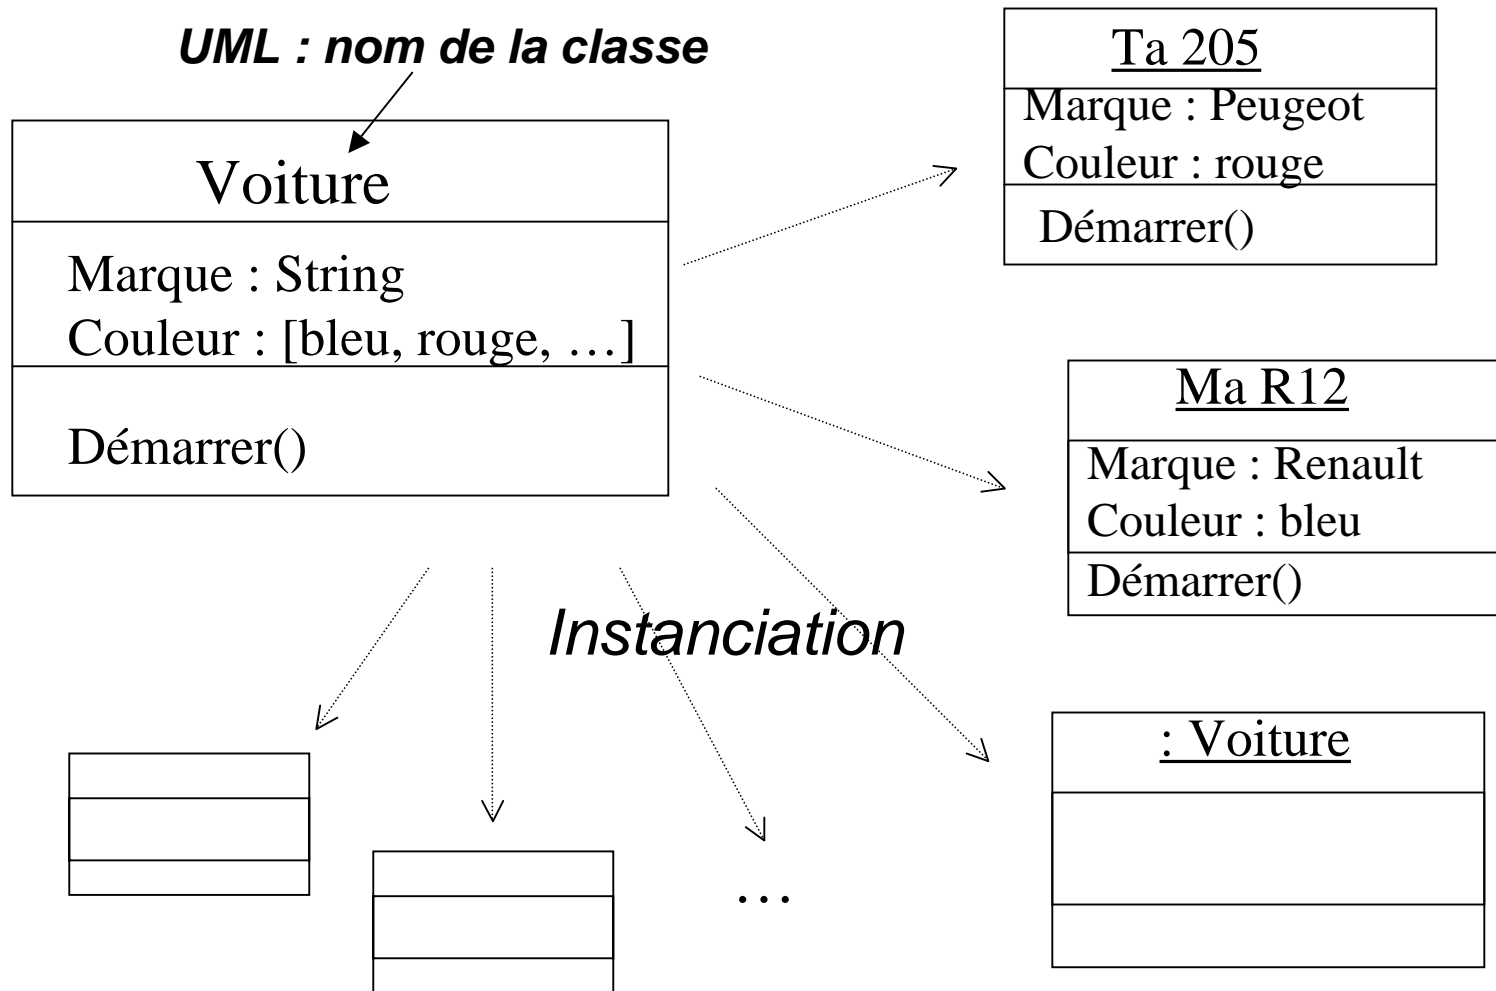 UML : nom de la classe
Voiture
Marque : String
Couleur : [bleu, rouge, …]
Démarrer()
Ta 205
Marque : Peugeot
Couleur : rouge
Démarrer()
Ma R12
Marque : Renault
Couleur : bleu
Démarrer()
Instanciation
: Voiture
…